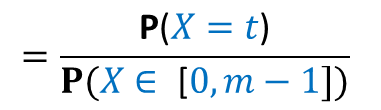 = P(X = t) / P(X ∈ [0, m − 1])